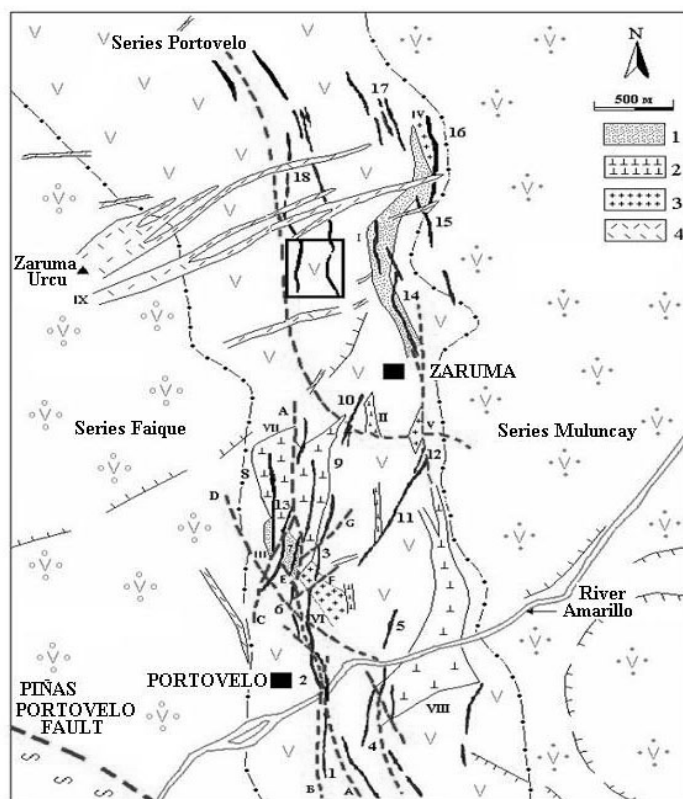 Series Portovelo
N
500 м
17
IV
16
1
2
3
4
18
15
I
Zaruma
Urcu
IX
14
ZARUMA
A
10
II
V
VII
Series Faique
Series Muluncay
9
12
8
D
13
G
11
III
3
E
F
River
Amarillo
6
VI
C
5
PORTOVELO
2
PIÑAS
PORTOVELO
FAULT
VIII
4
1
B
A